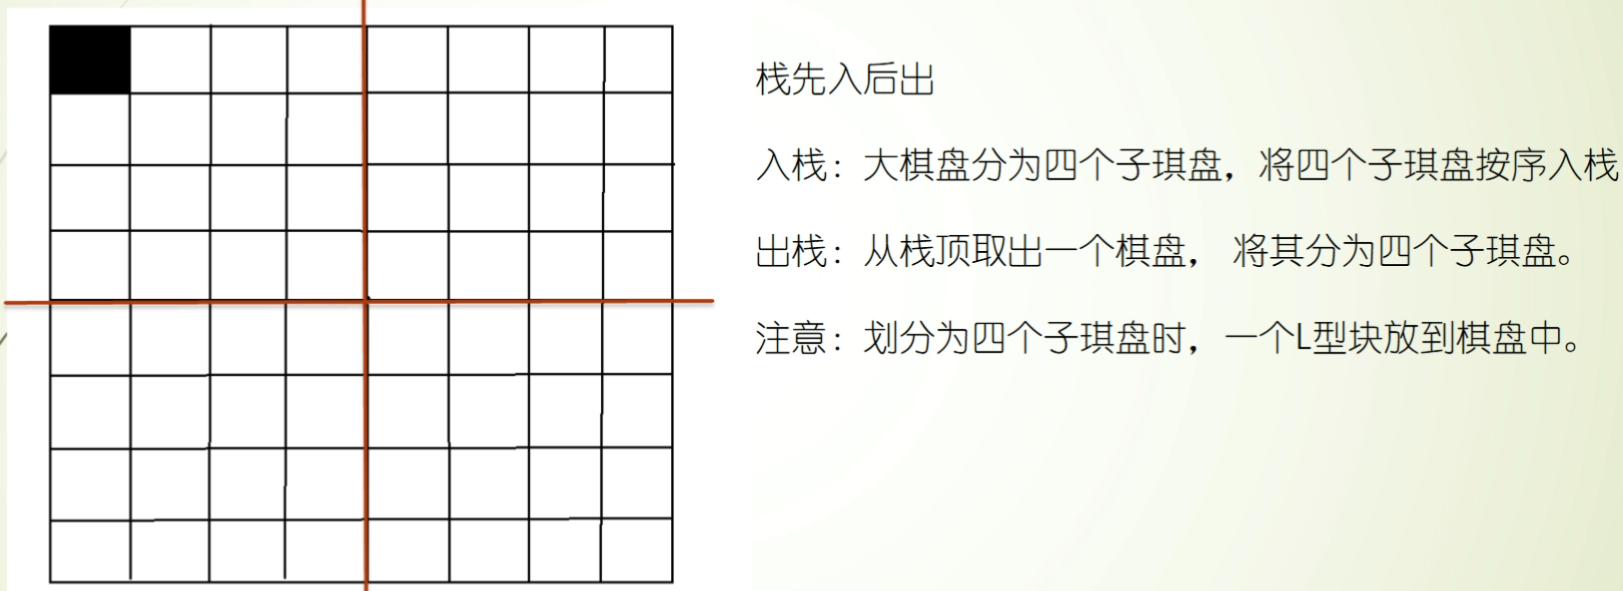 栈先入后出
入栈：大棋盘分为四个子琪盘，将四个子琪盘按序入栈
出栈：从栈顶取出一个棋盘， 将其分为四个子琪盘。
注意：划分为四个子琪盘时，一个L型块放到棋盘中。